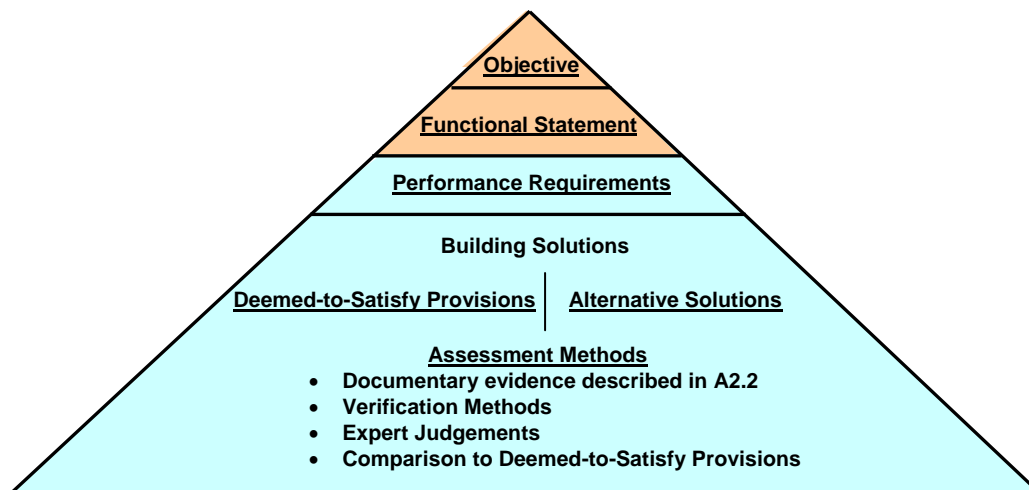 Objective
Functional Statement
Performance Requirements
Building Solutions
Deemed-to-Satisfy Provisions
Alternative Solutions
Assessment Methods
• Documentary evidence described in A2.2
• Verification Methods
• Expert Judgements
• Comparison to Deemed-to-Satisfy Provisions